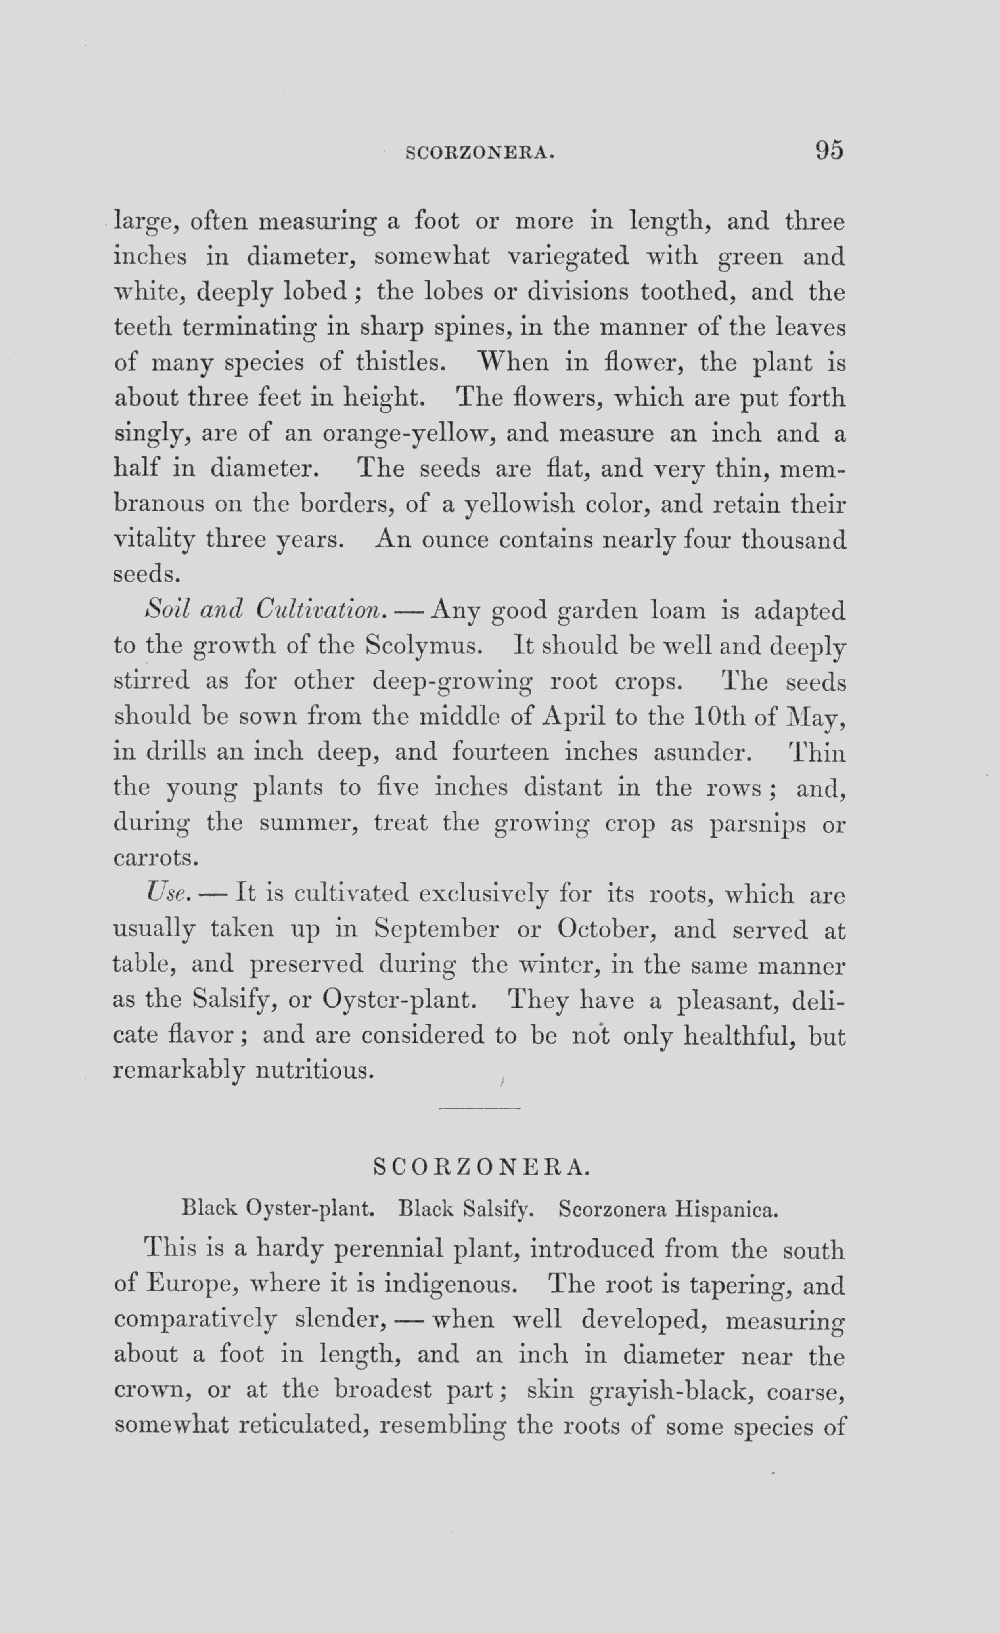 SCORZONERA. 95
large, often measuring a foot or more in length, and three
inches in diameter, somewhat variegated with green and
white, deeply lobed; the lobes or divisions toothed, and the
teeth terminating in sharp spines, in the manner of the leaves
of many species of thistles. When in flower, the plant is
about three feet in height. The flowers, which are put forth
singly, are of an orange-yellow, and measure an inch and a
half in diameter. The seeds are flat, and very thin, mem-
branous on the borders, of a yellowish color, and retain their
vitality three years. An ounce contains nearly four thousand
seeds.
Soil and Cultivation. — Any good garden loam is adapted
to the growth of the Scolymus. It should be well and deeply
stirred as for other deep-growing root crops. The seeds
should be sown from the middle of April to the 10th of May,
in drills an inch deep, and fourteen inches asunder. Thin
the young plants to five inches distant in the rows; and,
during the summer, treat the growing crop as parsnips or
carrots.
Use. — It is cultivated exclusively for its roots, which are
usually taken up in September or October, and served at
table, and preserved during the winter, in the same manner
as the Salsify, or Oyster-plant. They have a pleasant, deli-
cate flavor; and are considered to be not only healthful, but
remarkably nutritious.
SCORZONERA.
Black Oyster-plant. Black Salsify. Scorzonera Hispanica.
This is a hardy perennial plant, introduced from the south
of Europe, where it is indigenous. The root is tapering, and
comparatively slender, — when well developed, measuring
about a foot in length, and an inch in diameter near the
crown, or at the broadest part; skin grayish-black, coarse,
somewhat reticulated, resembling the roots of some species of